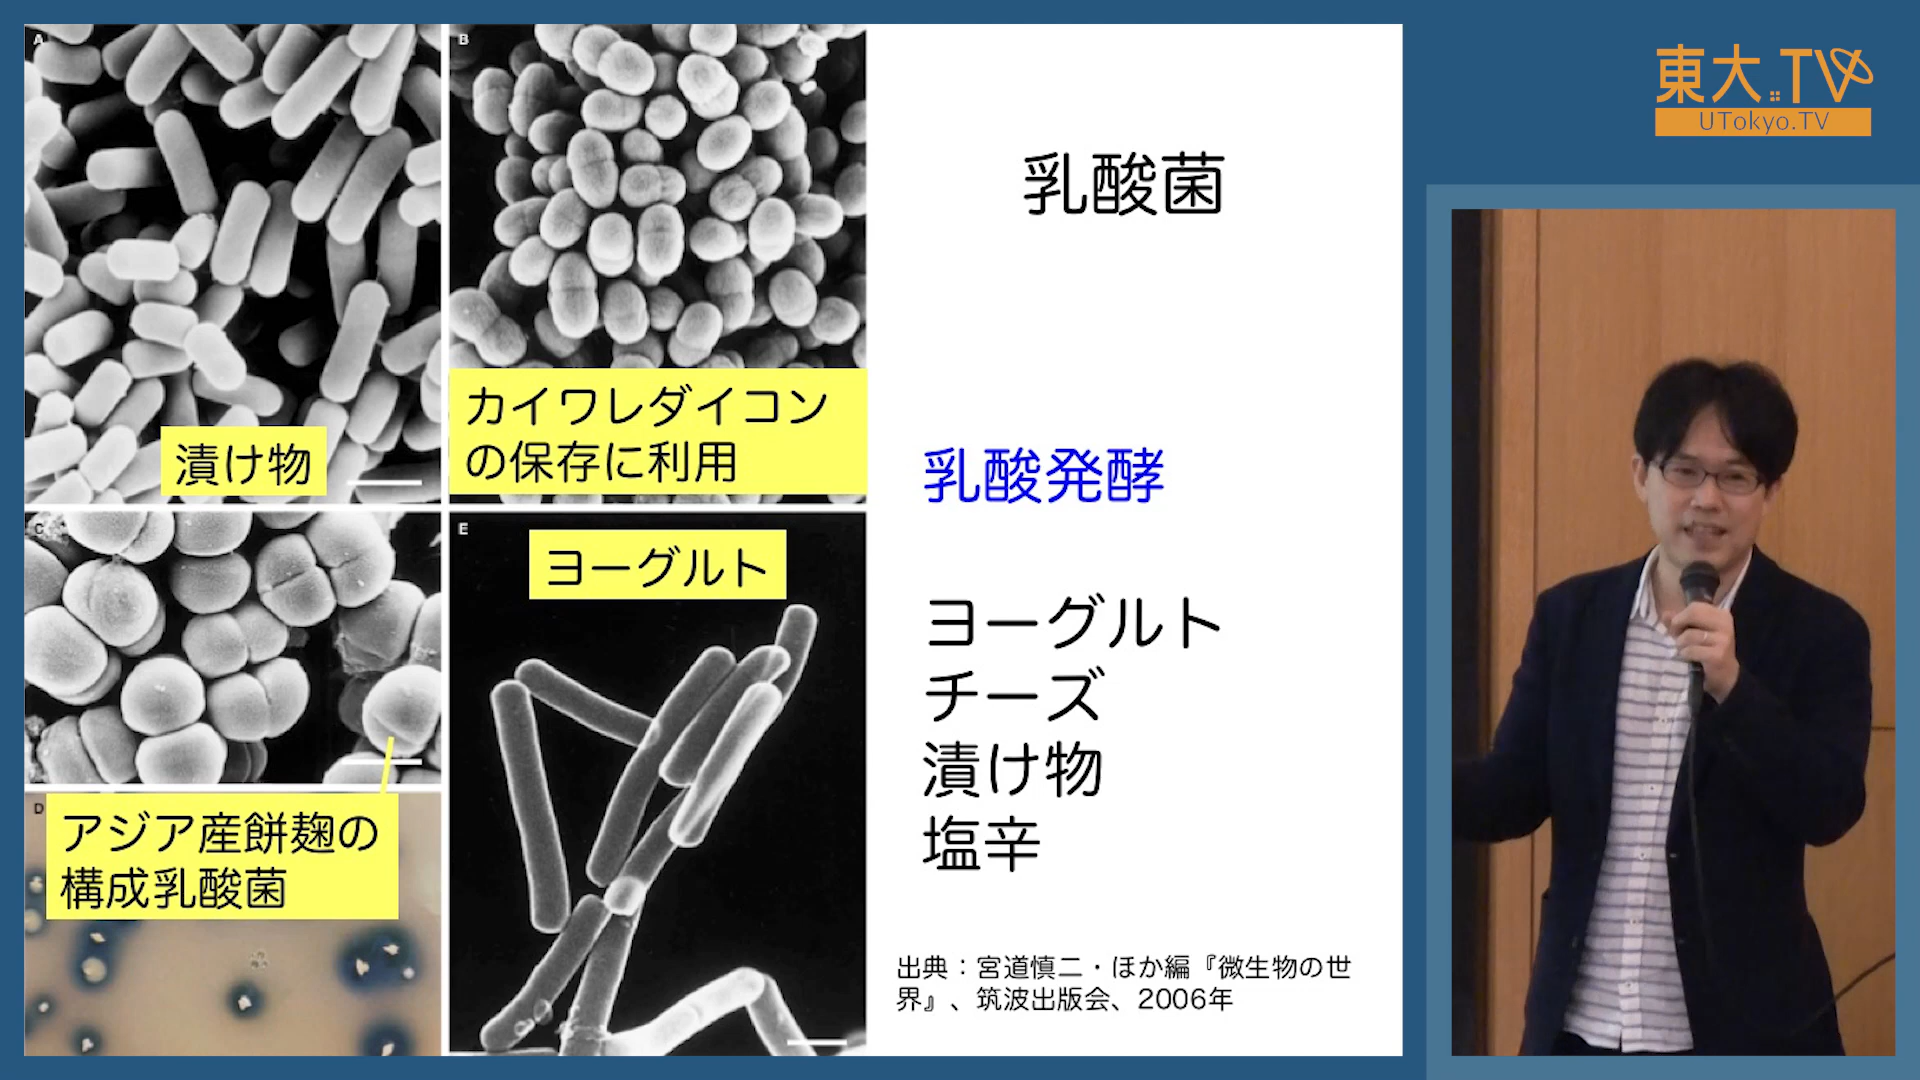 A
漬け物
B
カイワレダイコン
の保存に利用
C
D
アジア産餅麹の
構成乳酸菌
E
ヨーグルト
乳酸菌
乳酸発酵
ヨーグルト
チーズ
漬け物
塩辛
出典：宮道慎二・ほか編『微生物の世
界』、筑波出版会、2006年
東大TV
UTokyo.TV